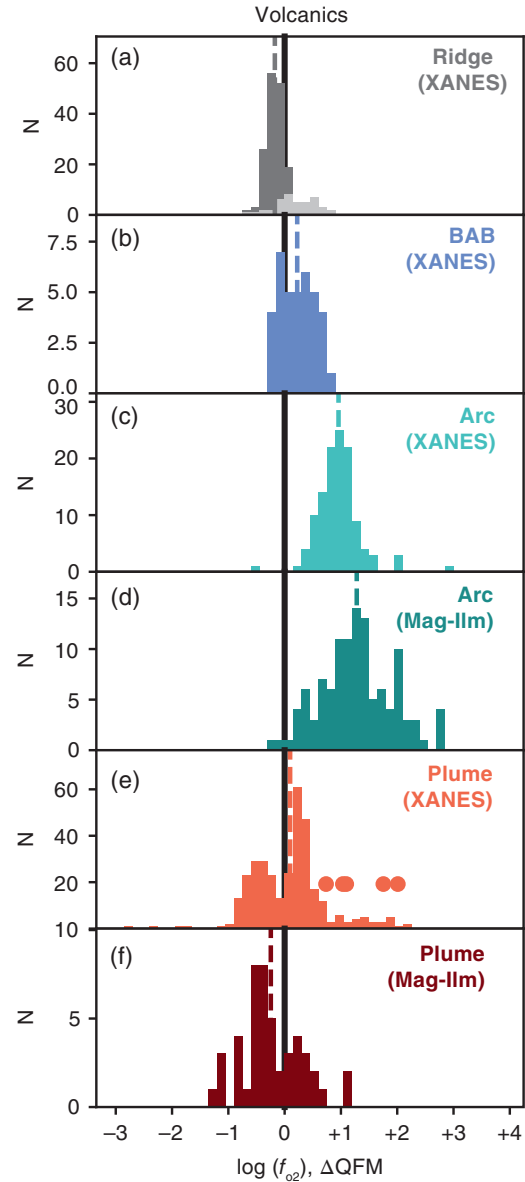 Volcanics
(a)
Ridge
(XANES)
N
60
40
20
0
(b)
BAB
(XANES)
N
7.5
5.0
2.5
0.0
(c)
Arc
(XANES)
N
30
20
10
0
(d)
Arc
(Mag-Ilm)
N
15
10
5
0
(e)
Plume
(XANES)
N
60
40
20
10
(f)
Plume
(Mag-Ilm)
N
5
0
−3 −2 −1 0 +1 +2 +3 +4
log (fo2), ΔQFM